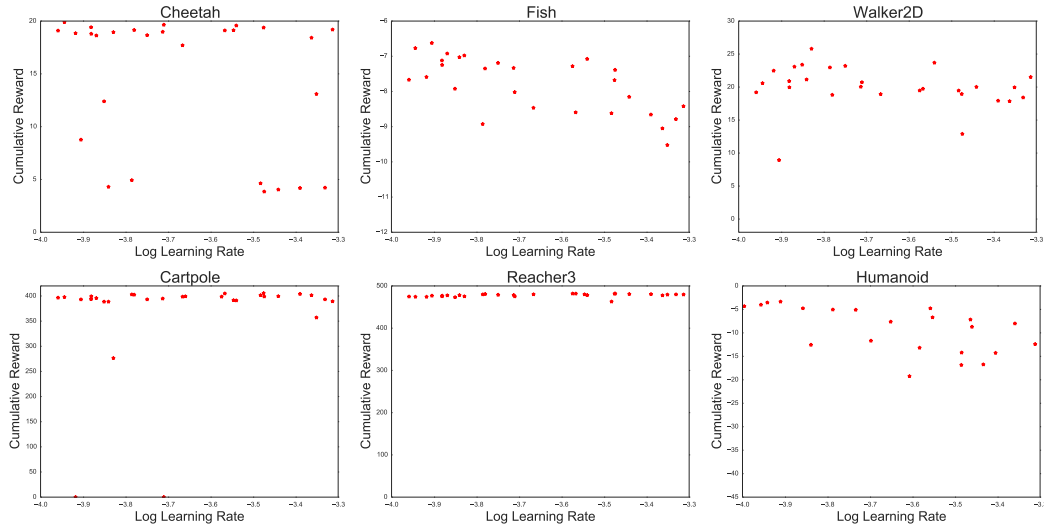 Cheetah
20
15
10
5
0
Cumulative Reward
−4.0 −3.9 −3.8 −3.7 −3.6 −3.5 −3.4 −3.3
Log Learning Rate
Fish
−5
−6
−7
−8
−9
−10
−11
−12
Cumulative Reward
−4.0 −3.9 −3.8 −3.7 −3.6 −3.5 −3.4 −3.3
Log Learning Rate
Walker2D
30
25
20
15
10
5
0
Cumulative Reward
−4.0 −3.9 −3.8 −3.7 −3.6 −3.5 −3.4 −3.3
Log Learning Rate
Cartpole
400
350
300
250
200
150
100
50
0
Cumulative Reward
−4.0 −3.9 −3.8 −3.7 −3.6 −3.5 −3.4 −3.3
Log Learning Rate
Reacher3
500
400
300
200
100
0
Cumulative Reward
−4.0 −3.9 −3.8 −3.7 −3.6 −3.5 −3.4 −3.3
Log Learning Rate
Humanoid
0
−5
−10
−15
−20
−25
−30
−35
−40
−45
Cumulative Reward
−4.0 −3.9 −3.8 −3.7 −3.6 −3.5 −3.4 −3.3
Log Learning Rate